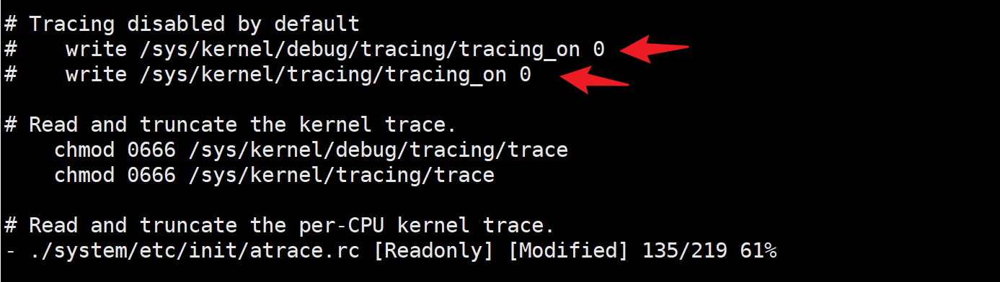 # Tracing disabled by default
#    write /sys/kernel/debug/tracing/tracing_on 0
#    write /sys/kernel/tracing/tracing_on 0
# Read and truncate the kernel trace.
    chmod 0666 /sys/kernel/debug/tracing/trace
    chmod 0666 /sys/kernel/tracing/trace
# Read and truncate the per-CPU kernel trace.
- ./system/etc/init/atrace.rc [Readonly] [Modified] 135/219 61%